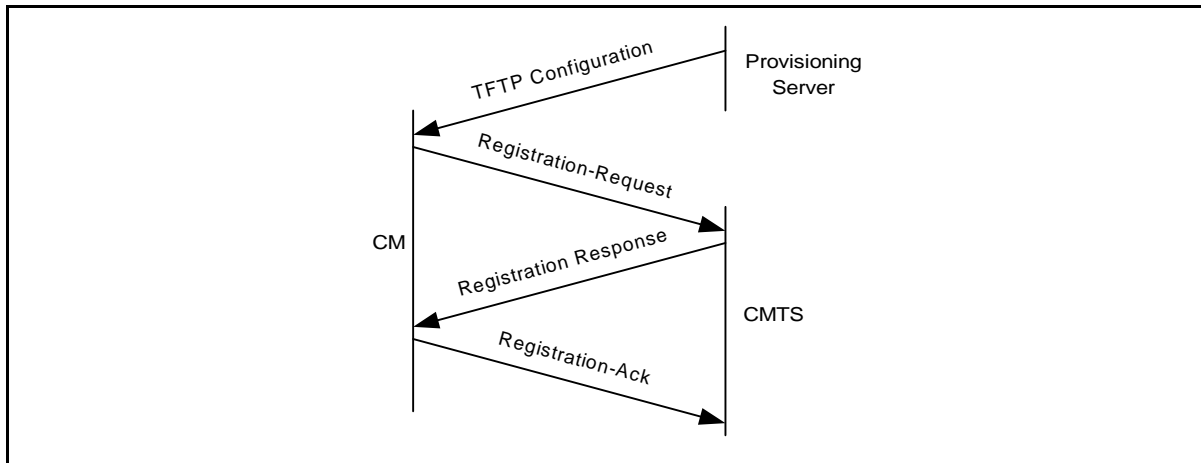 TFTP Configuration
Provisioning
Server
Registration-Request
CM
Registration Response
CMTS
Registration-Ack